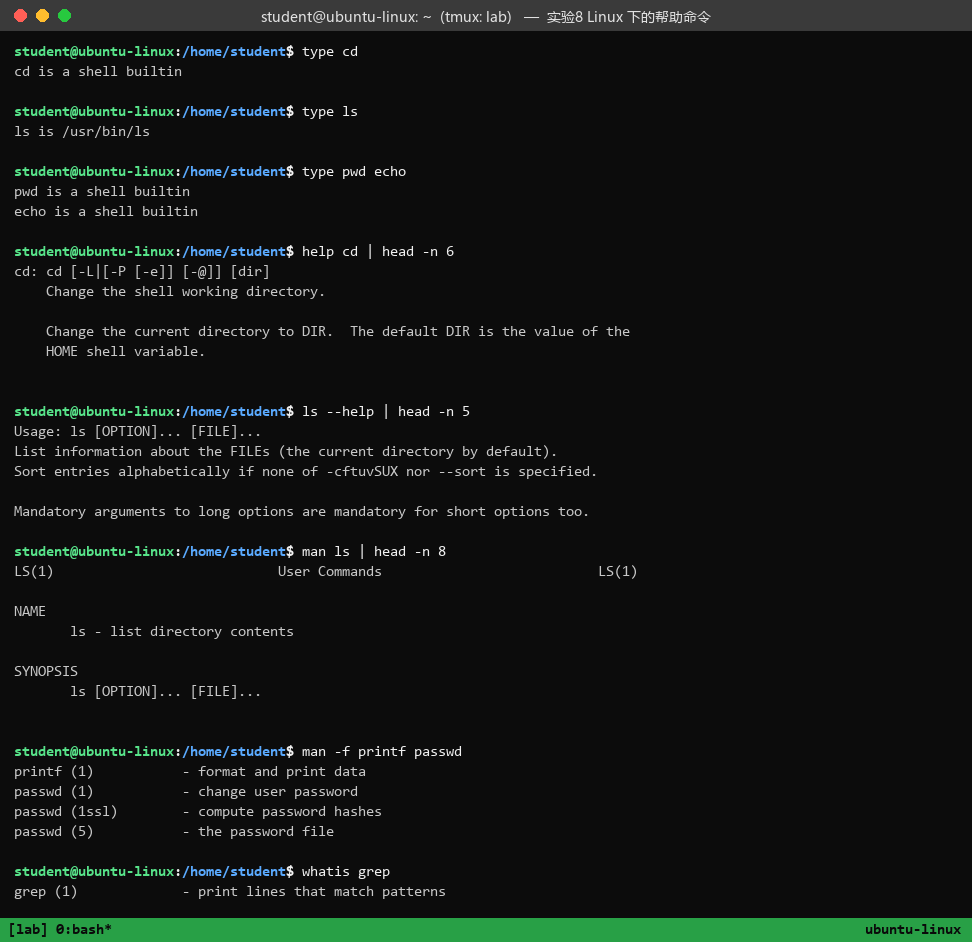 student@ubuntu-linux: ~  (tmux: lab)  — 实验8 Linux 下的帮助命令
student@ubuntu-linux:/home/student$ type cd
cd is a shell builtin
student@ubuntu-linux:/home/student$ type ls
ls is /usr/bin/ls
student@ubuntu-linux:/home/student$ type pwd echo
pwd is a shell builtin
echo is a shell builtin
student@ubuntu-linux:/home/student$ help cd | head -n 6
cd: cd [-L|[-P [-e]] [-@]] [dir]
    Change the shell working directory.
    Change the current directory to DIR.  The default DIR is the value of the
    HOME shell variable.
student@ubuntu-linux:/home/student$ ls --help | head -n 5
Usage: ls [OPTION]... [FILE]...
List information about the FILEs (the current directory by default).
Sort entries alphabetically if none of -cftuvSUX nor --sort is specified.
Mandatory arguments to long options are mandatory for short options too.
student@ubuntu-linux:/home/student$ man ls | head -n 8
LS(1)                            User Commands                           LS(1)
NAME
       ls - list directory contents
SYNOPSIS
       ls [OPTION]... [FILE]...
student@ubuntu-linux:/home/student$ man -f printf passwd
printf (1)           - format and print data
passwd (1)           - change user password
passwd (1ssl)        - compute password hashes
passwd (5)           - the password file
student@ubuntu-linux:/home/student$ whatis grep
grep (1)             - print lines that match patterns
[lab] 0:bash*                                                    ubuntu-linux